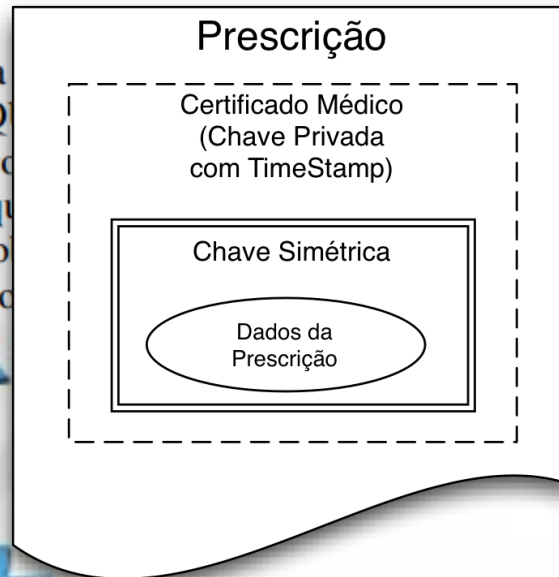 Prescrição
Certificado Médico
(Chave Privada
com TimeStamp)
Chave Simétrica
Dados da
Prescrição